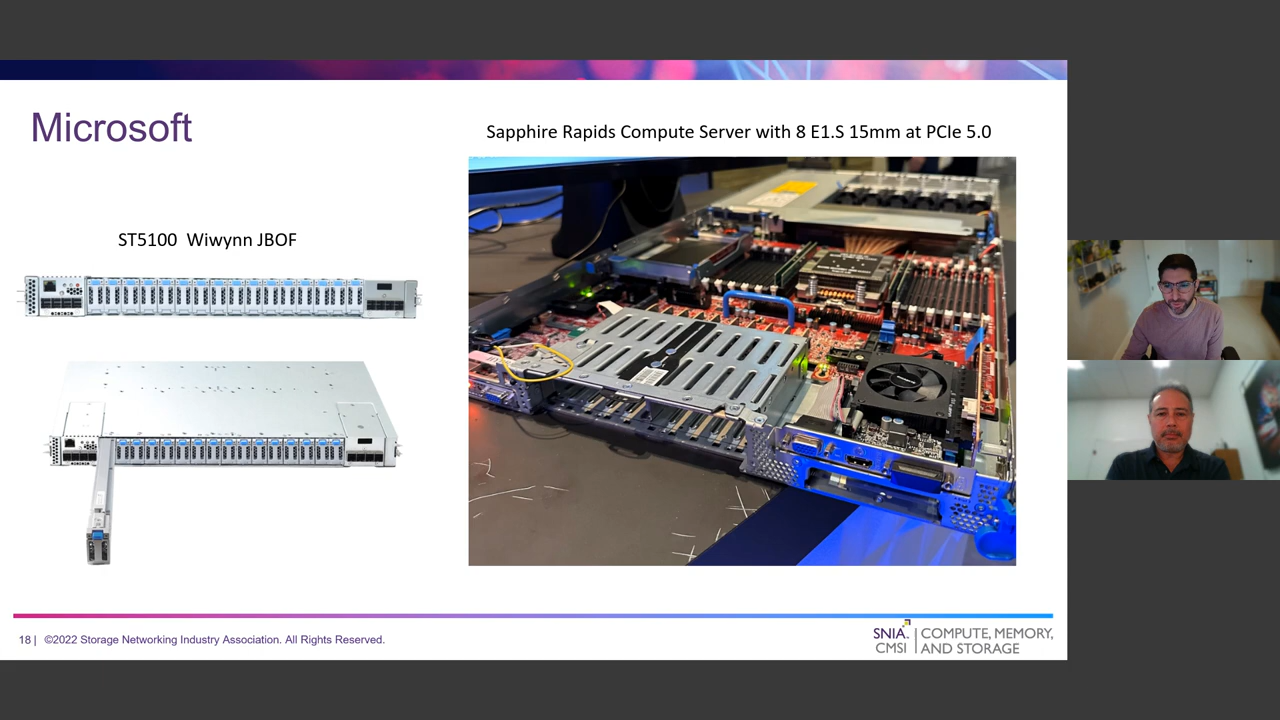 Microsoft
Sapphire Rapids Compute Server with 8 E1.S 15mm at PCIe 5.0
ST5100 Wiwynn JBOF
18 | ©2022 Storage Networking Industry Association. All Rights Reserved.
SNIA.
CMSI
COMPUTE, MEMORY,
AND STORAGE